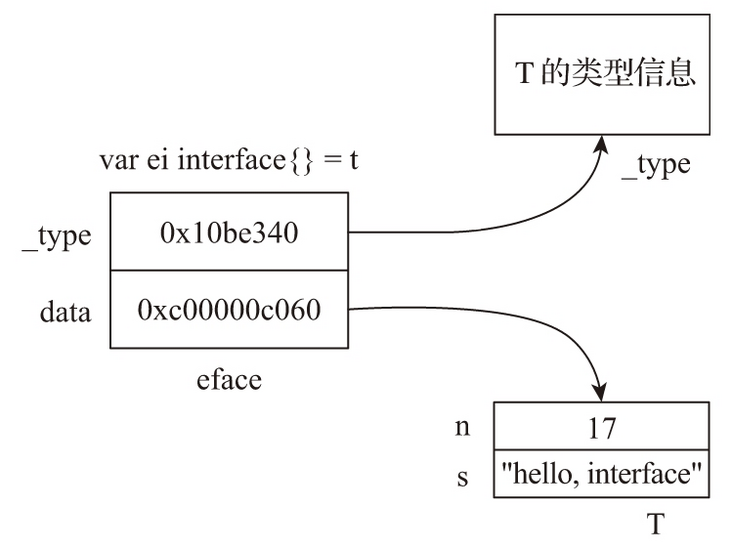 T 的类型信息
_type
var ei interface{} = t
_type
0x10be340
data
0xc00000c060
eface
n
17
s
"hello, interface"
T